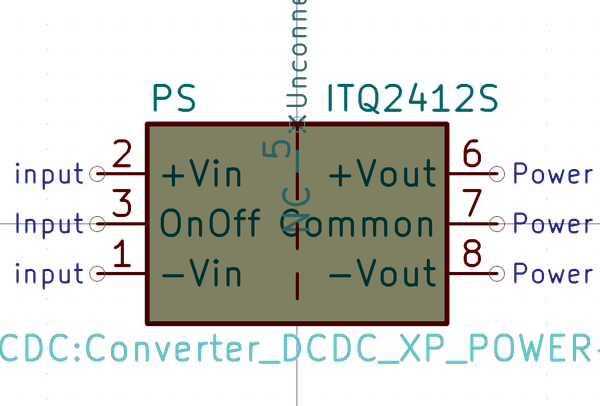 xUnconne
PS
ITQ2412S
5
NC
2
+Vin
+Vout
6
input
Power
3
OnOff
Common
7
Input
Power
1
-Vin
-Vout
8
input
Power
CDC:Converter_DCDC_XP_POWER-